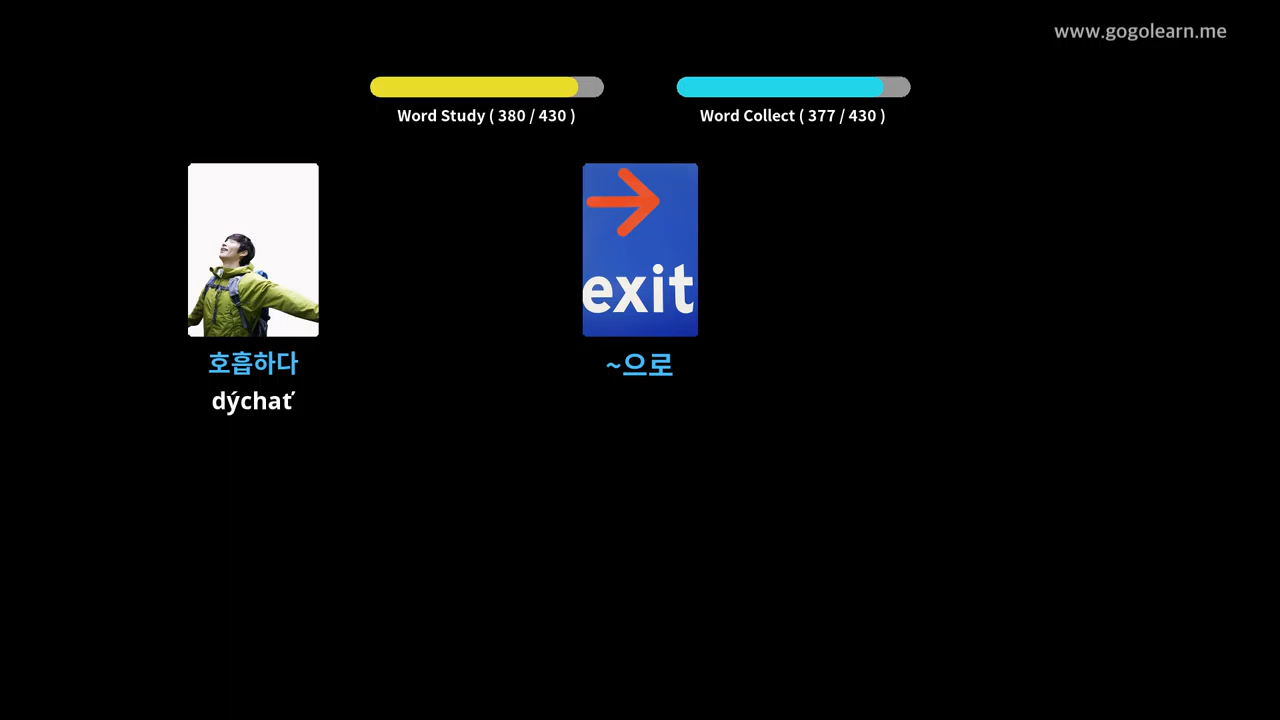 www.gogolearn.me
Word Study ( 380 / 430 )
Word Collect ( 377 / 430 )
exit
호흡하다
~으로
dýchať